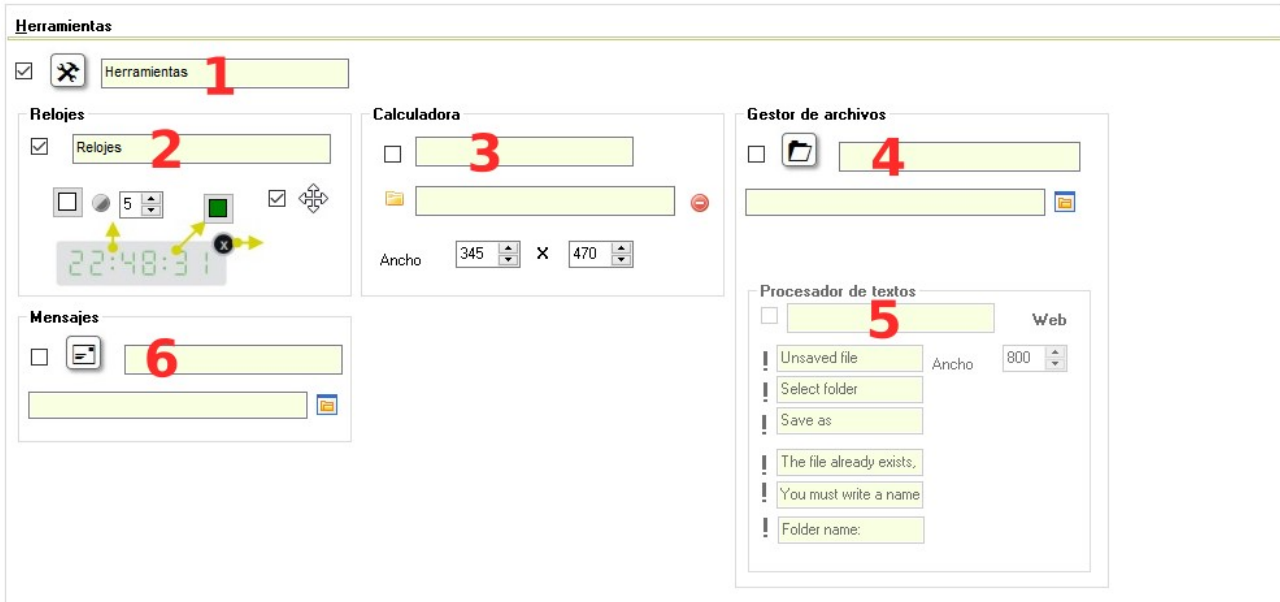 Herramientas
Herramientas 1
Relojes
Relojes 2
5
22:48:31 x
Calculadora
3
Ancho 345 X 470
Gestor de archivos
4
Procesador de textos
5 Web
Unsaved file Ancho 800
Select folder
Save as
The file already exists,
You must write a name
Folder name:
Mensajes
6